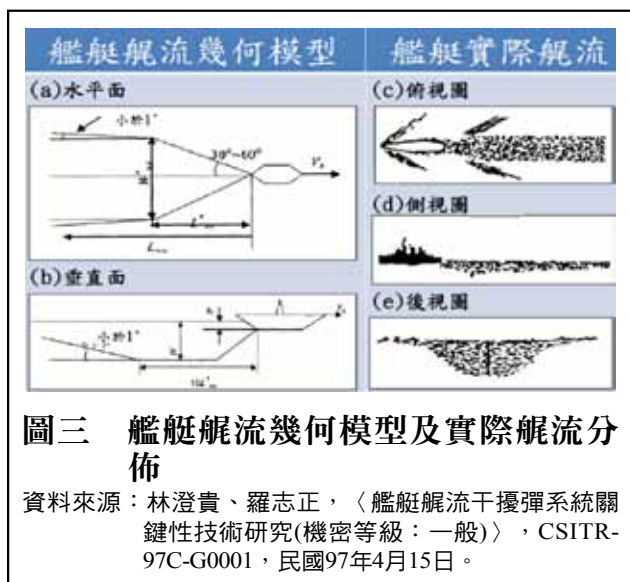 艦艇艉流幾何模型
艦艇實際艉流
(a)水平面
小於1°
30°~60°
(b)垂直面
小於1°
(c)俯視圖
(d)側視圖
(e)後視圖
圖三 艦艇艉流幾何模型及實際艉流分
佈
資料來源：林澄貴、羅志正，〈艦艇艉流干擾彈系統關
鍵性技術研究(機密等級：一般)〉，CSITR-
97C-G0001，民國97年4月15日。